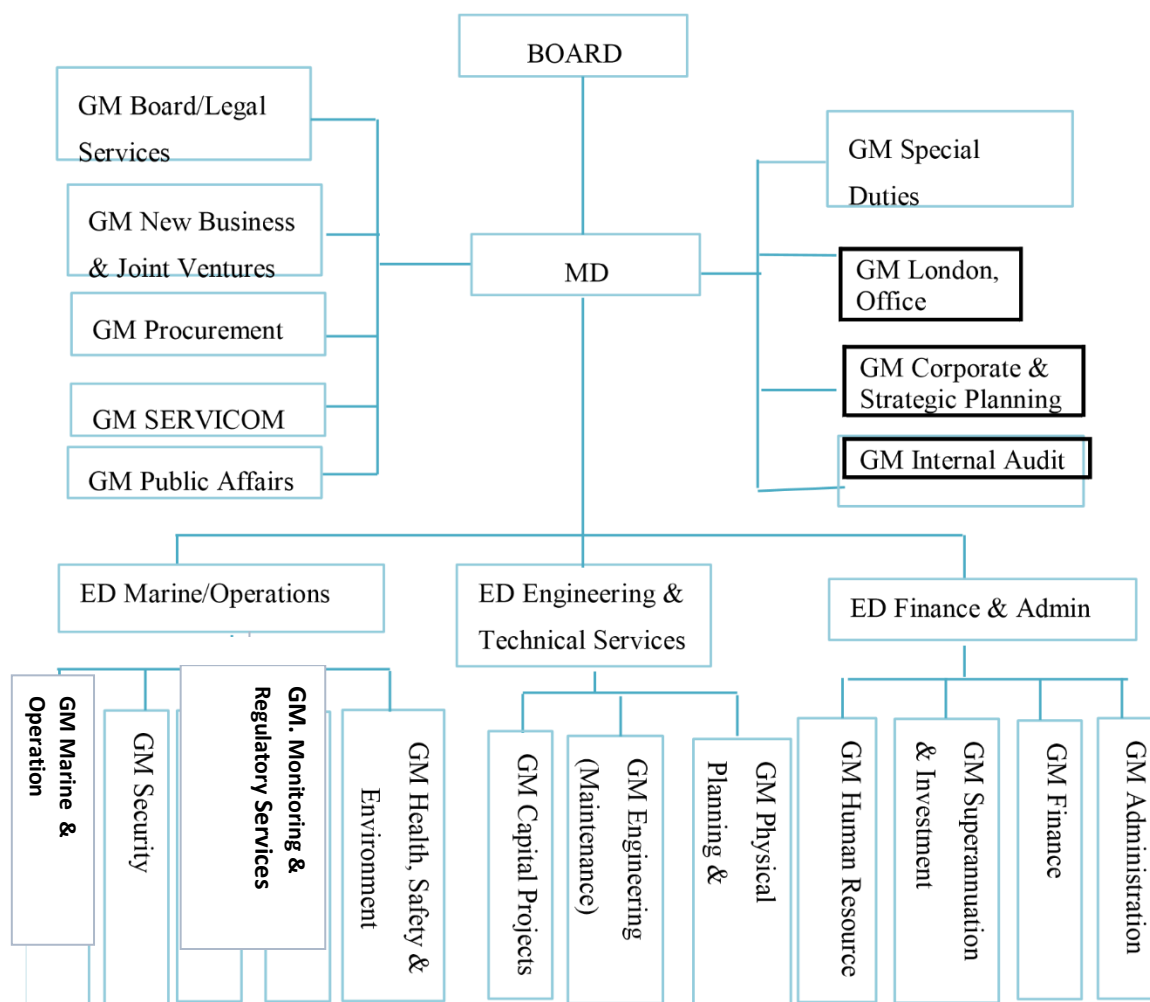 BOARD
GM Board/Legal
Services
GM New Business
& Joint Ventures
GM Procurement
GM SERVICOM
GM Public Affairs
MD
GM Special
Duties
GM London,
Office
GM Corporate &
Strategic Planning
GM Internal Audit
ED Marine/Operations
ED Engineering &
Technical Services
ED Finance & Admin
GM Marine &
Operation
GM Security
GM. Monitoring &
Regulatory Services
GM Health, Safety &
Environment
GM Capital Projects
GM Engineering
(Maintenance)
GM Physical
Planning &
GM Human Resource
GM Superannuation
& Investment
GM Finance
GM Administration